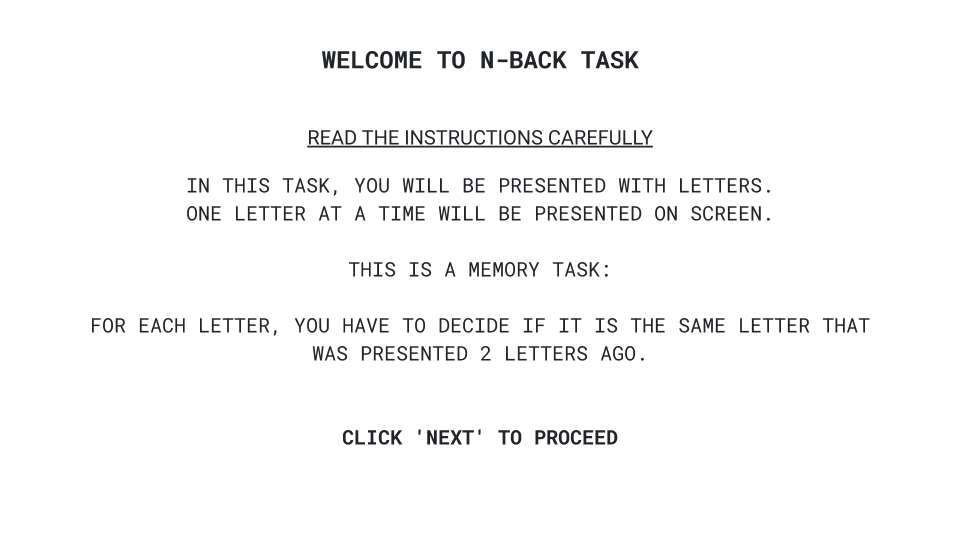 WELCOME TO N-BACK TASK
READ THE INSTRUCTIONS CAREFULLY
IN THIS TASK, YOU WILL BE PRESENTED WITH LETTERS.
ONE LETTER AT A TIME WILL BE PRESENTED ON SCREEN.
THIS IS A MEMORY TASK:
FOR EACH LETTER, YOU HAVE TO DECIDE IF IT IS THE SAME LETTER THAT
WAS PRESENTED 2 LETTERS AGO.
CLICK 'NEXT' TO PROCEED